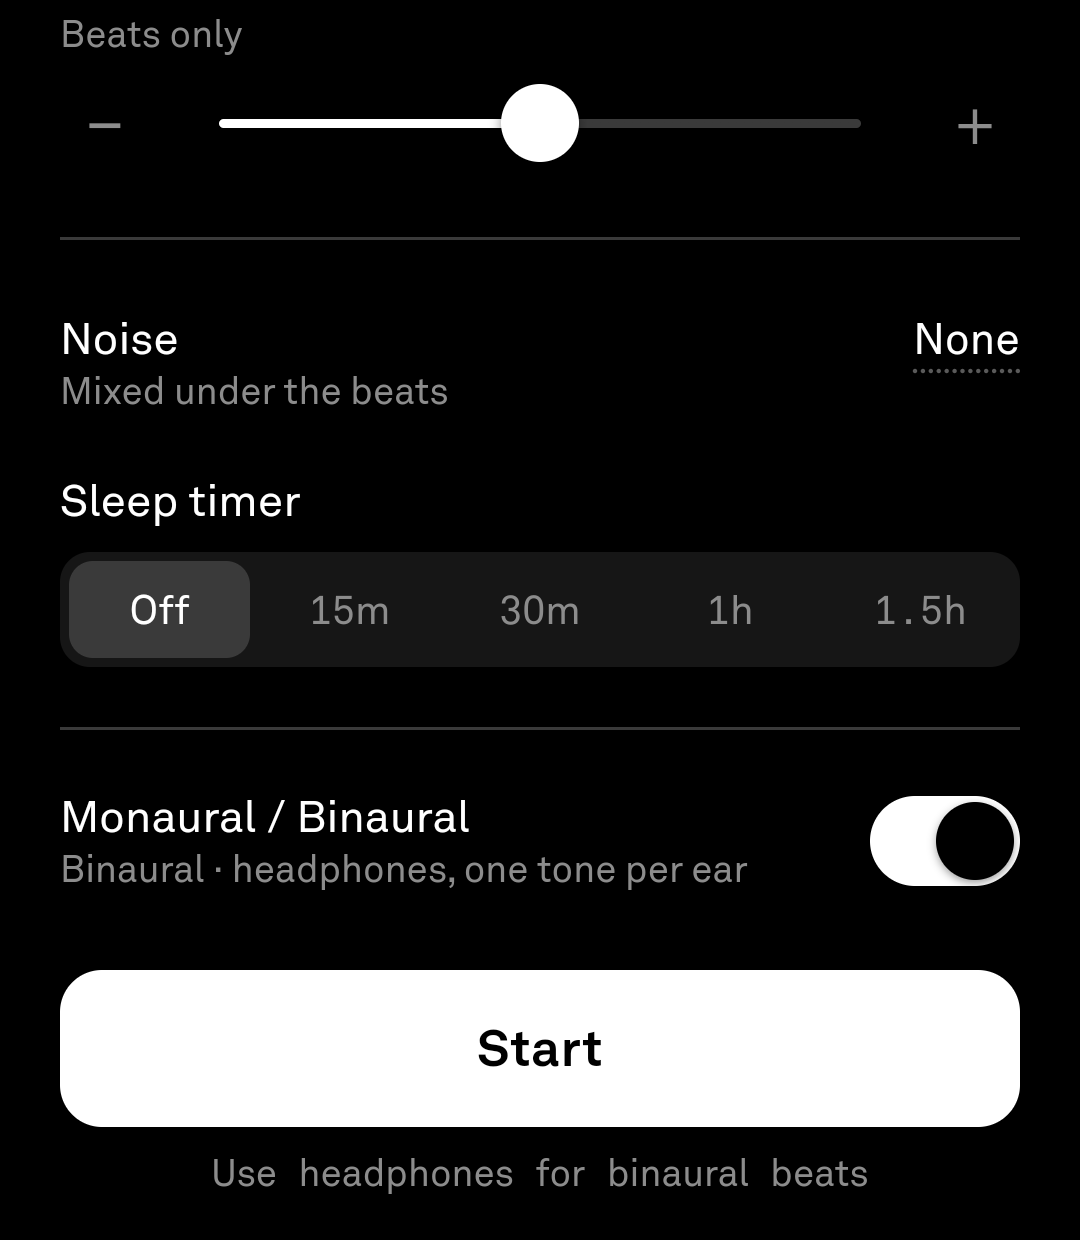 Beats only
− +
Noise
None
Mixed under the beats
Sleep timer
Off 15m 30m 1h 1.5h
Monaural / Binaural
Binaural · headphones, one tone per ear
Start
Use headphones for binaural beats